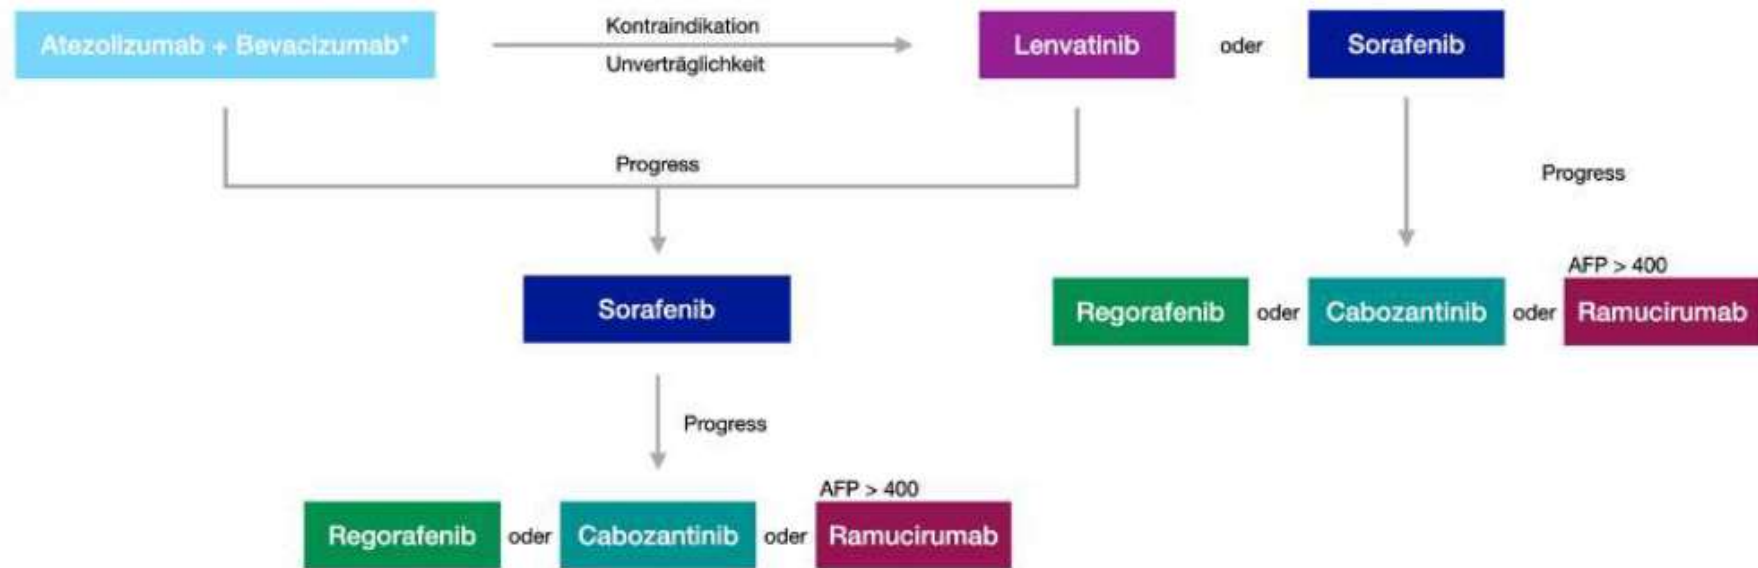 Atezolizumab + Bevacizumab*
Kontraindikation
Unverträglichkeit
Lenvatinib oder Sorafenib
Progress
Progress
Sorafenib
AFP > 400
Regorafenib oder Cabozantinib oder Ramucirumab
Progress
AFP > 400
Regorafenib oder Cabozantinib oder Ramucirumab